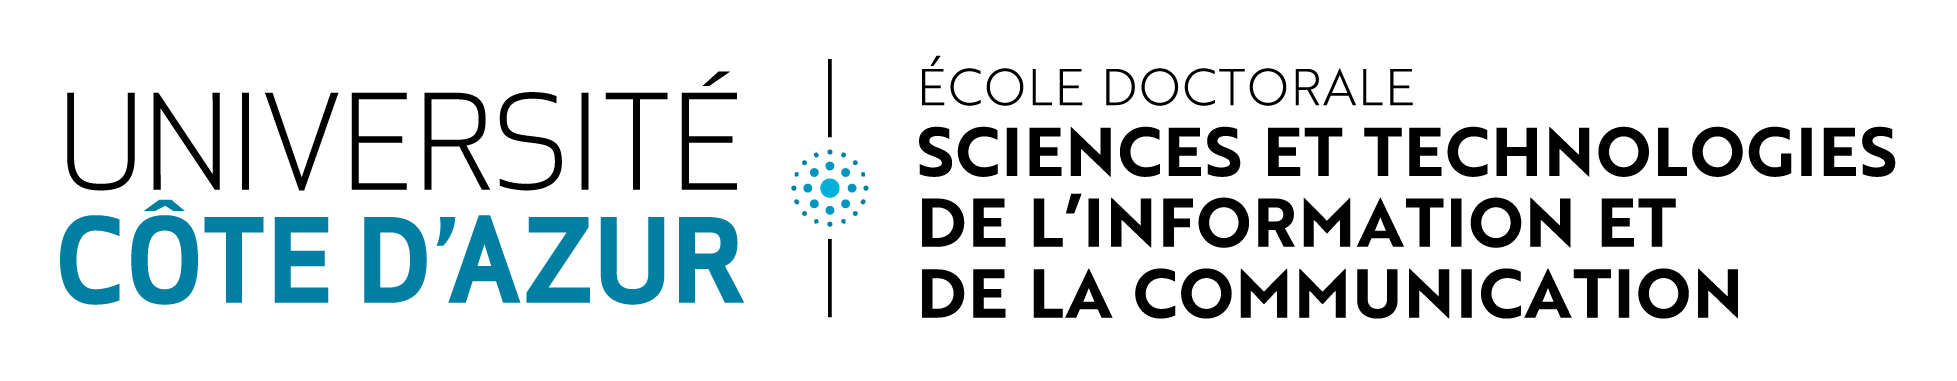 UNIVERSITÉ
CÔTE D'AZUR
ÉCOLE DOCTORALE
SCIENCES ET TECHNOLOGIES
DE L'INFORMATION ET
DE LA COMMUNICATION